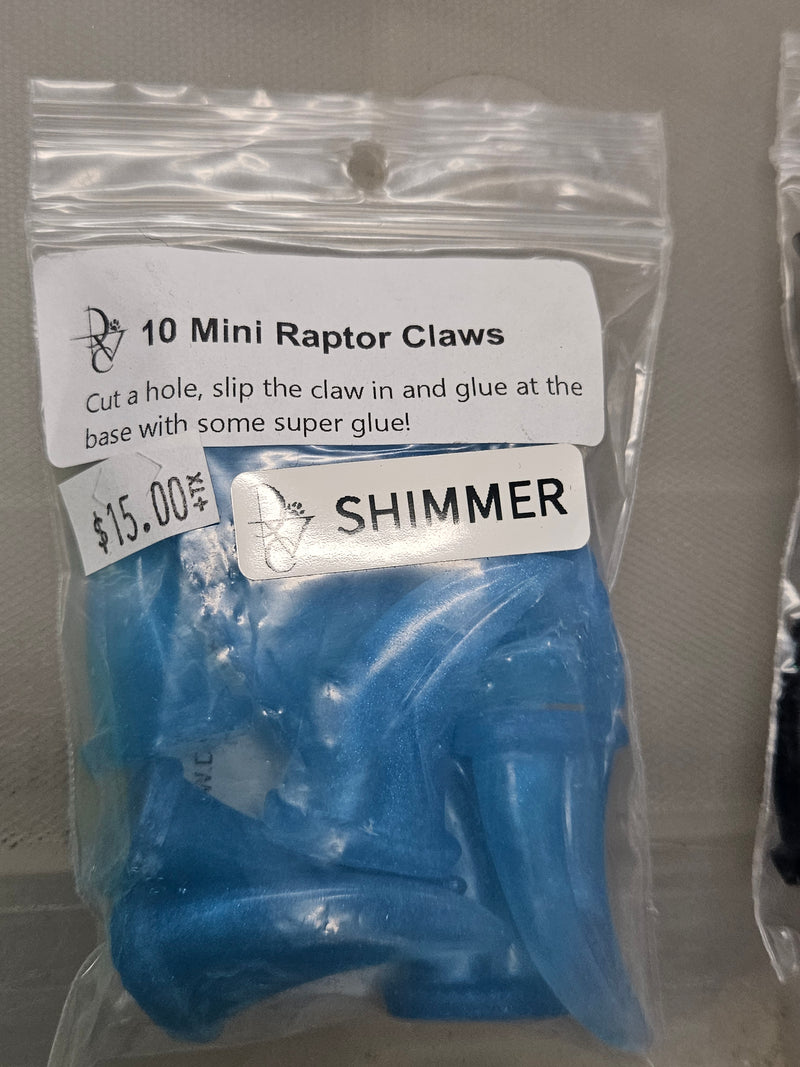 10 Mini Raptor Claws
Cut a hole, slip the claw in and glue at the
base with some super glue!
$15.00
+TX
SHIMMER
W.D